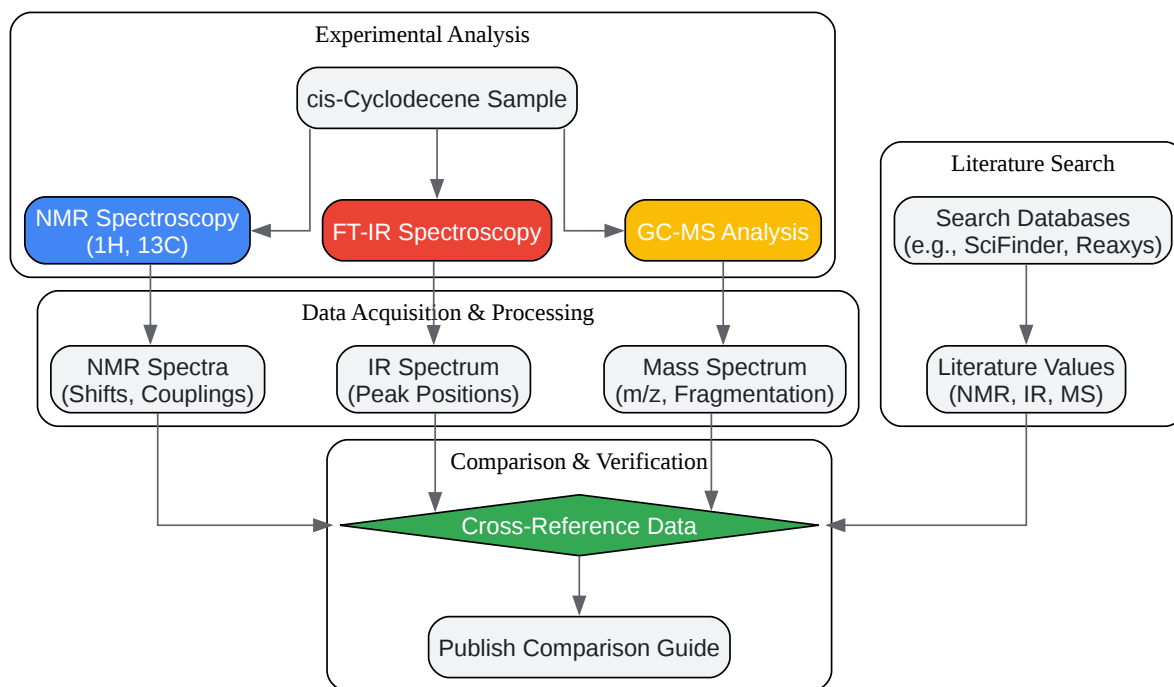 Experimental Analysis
cis-Cyclodecene Sample
NMR Spectroscopy
(1H, 13C)
FT-IR Spectroscopy
GC-MS Analysis
Literature Search
Search Databases
(e.g., SciFinder, Reaxys)
Data Acquisition & Processing
NMR Spectra
(Shifts, Couplings)
IR Spectrum
(Peak Positions)
Mass Spectrum
(m/z, Fragmentation)
Literature Values
(NMR, IR, MS)
Comparison & Verification
Cross-Reference Data
Publish Comparison Guide